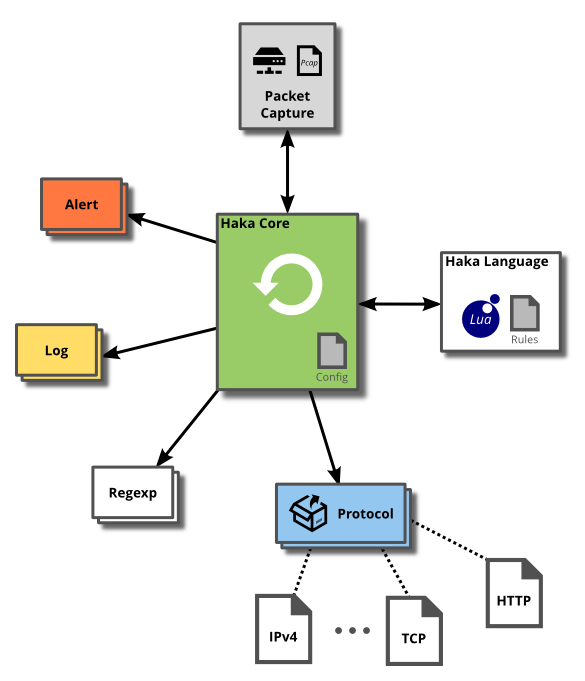 Pcap
Packet
Capture
Alert
Haka Core
Haka Language
Lua
Rules
Log
Config
Regexp
Protocol
HTTP
IPv4
TCP